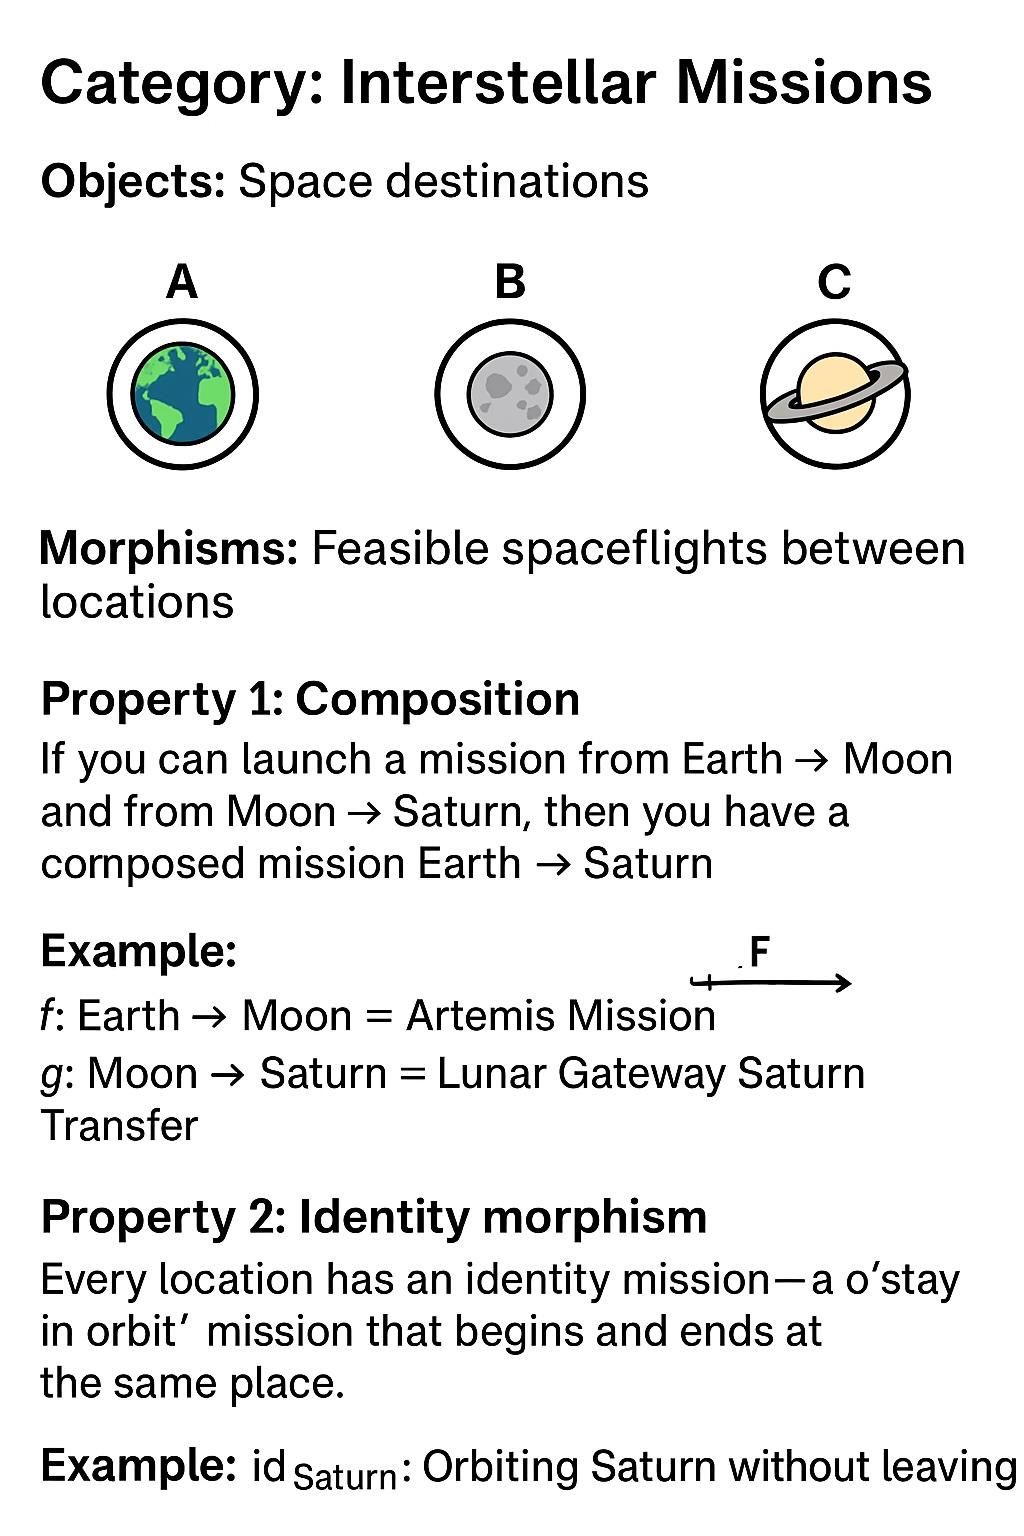 Category: Interstellar Missions
Objects: Space destinations
A B C
Morphisms: Feasible spaceflights between
locations
Property 1: Composition
If you can launch a mission from Earth → Moon
and from Moon → Saturn, then you have a
composed mission Earth → Saturn
Example:
F
f: Earth → Moon = Artemis Mission
g: Moon → Saturn = Lunar Gateway Saturn
Transfer
Property 2: Identity morphism
Every location has an identity mission—a o’stay
in orbit’ mission that begins and ends at
the same place.
Example: id Saturn: Orbiting Saturn without leaving